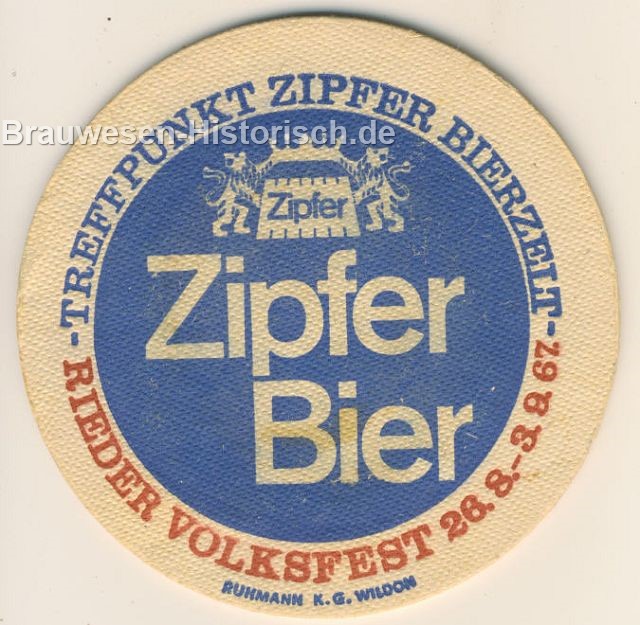 -TREFFPUNKT ZIPFER BIERZELT-
Brauwesen-Historisch.de
Zipfer
Zipfer
Bier
RIEDER VOLKSFEST 26. 8.-3. 9. 67
RUHMANN K.G. WILDON